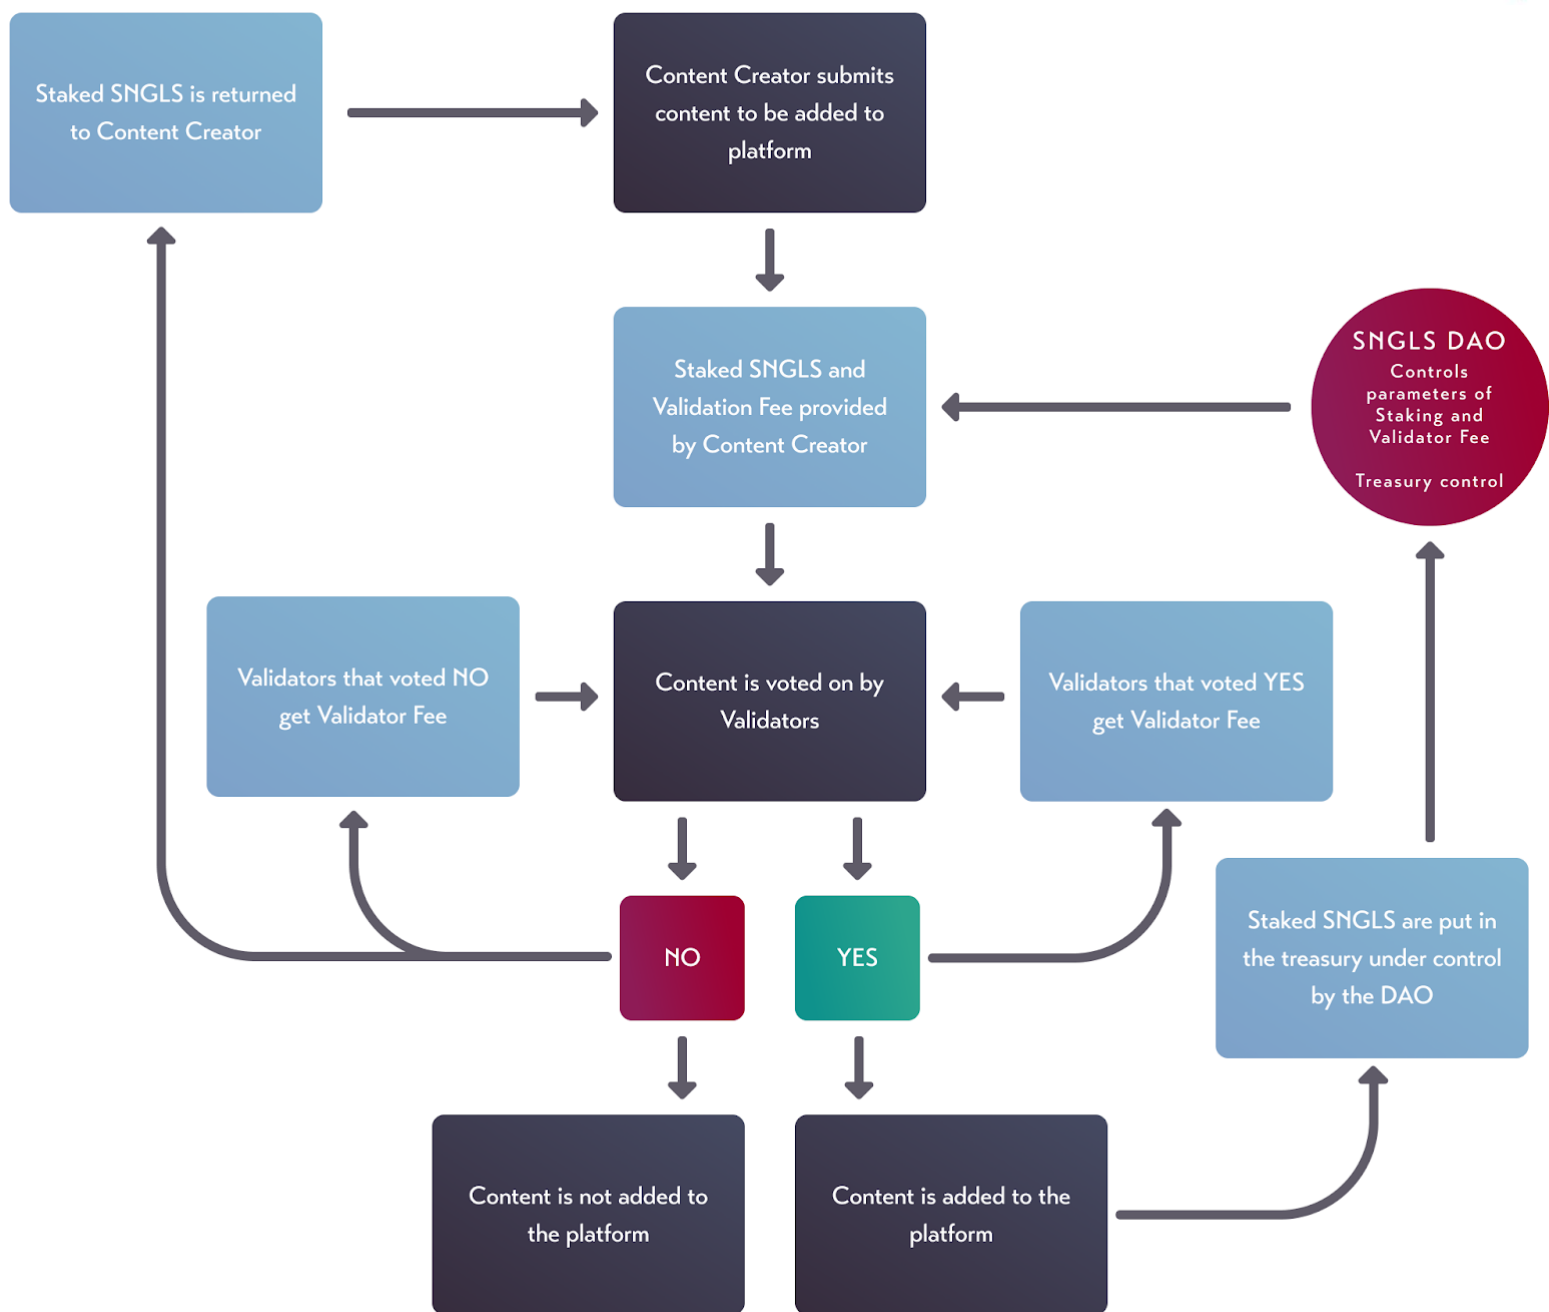 Staked SNGLS is returned
to Content Creator
Content Creator submits
content to be added to
platform
Staked SNGLS and
Validation Fee provided
by Content Creator
SNGLS DAO
Controls
parameters of
Staking and
Validator Fee
Treasury control
Validators that voted NO
get Validator Fee
Content is voted on by
Validators
Validators that voted YES
get Validator Fee
NO
YES
Staked SNGLS are put in
the treasury under control
by the DAO
Content is not added to
the platform
Content is added to the
platform